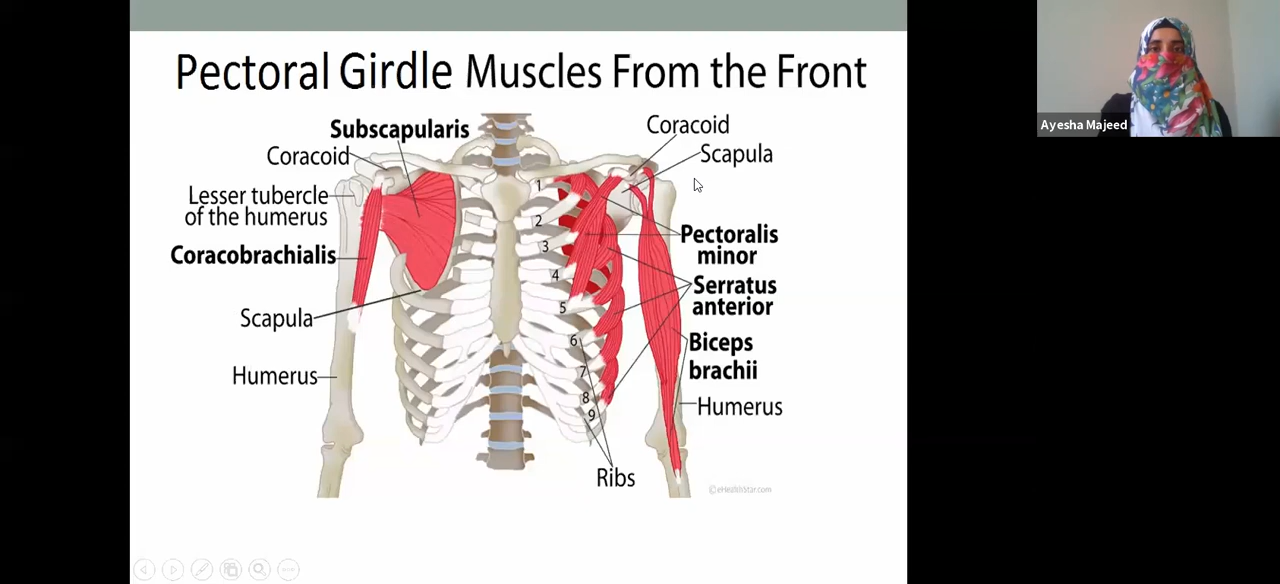 Pectoral Girdle Muscles From the Front
Ayesha Majeed
Subscapularis
Coracoid
Coracoid
Scapula
Lesser tubercle
of the humerus
Coracobrachialis
Scapula
Humerus
1
2
3
4
5
6
7
8
9
Pectoralis
minor
Serratus
anterior
Biceps
brachii
Humerus
Ribs
©eHealthStar.com